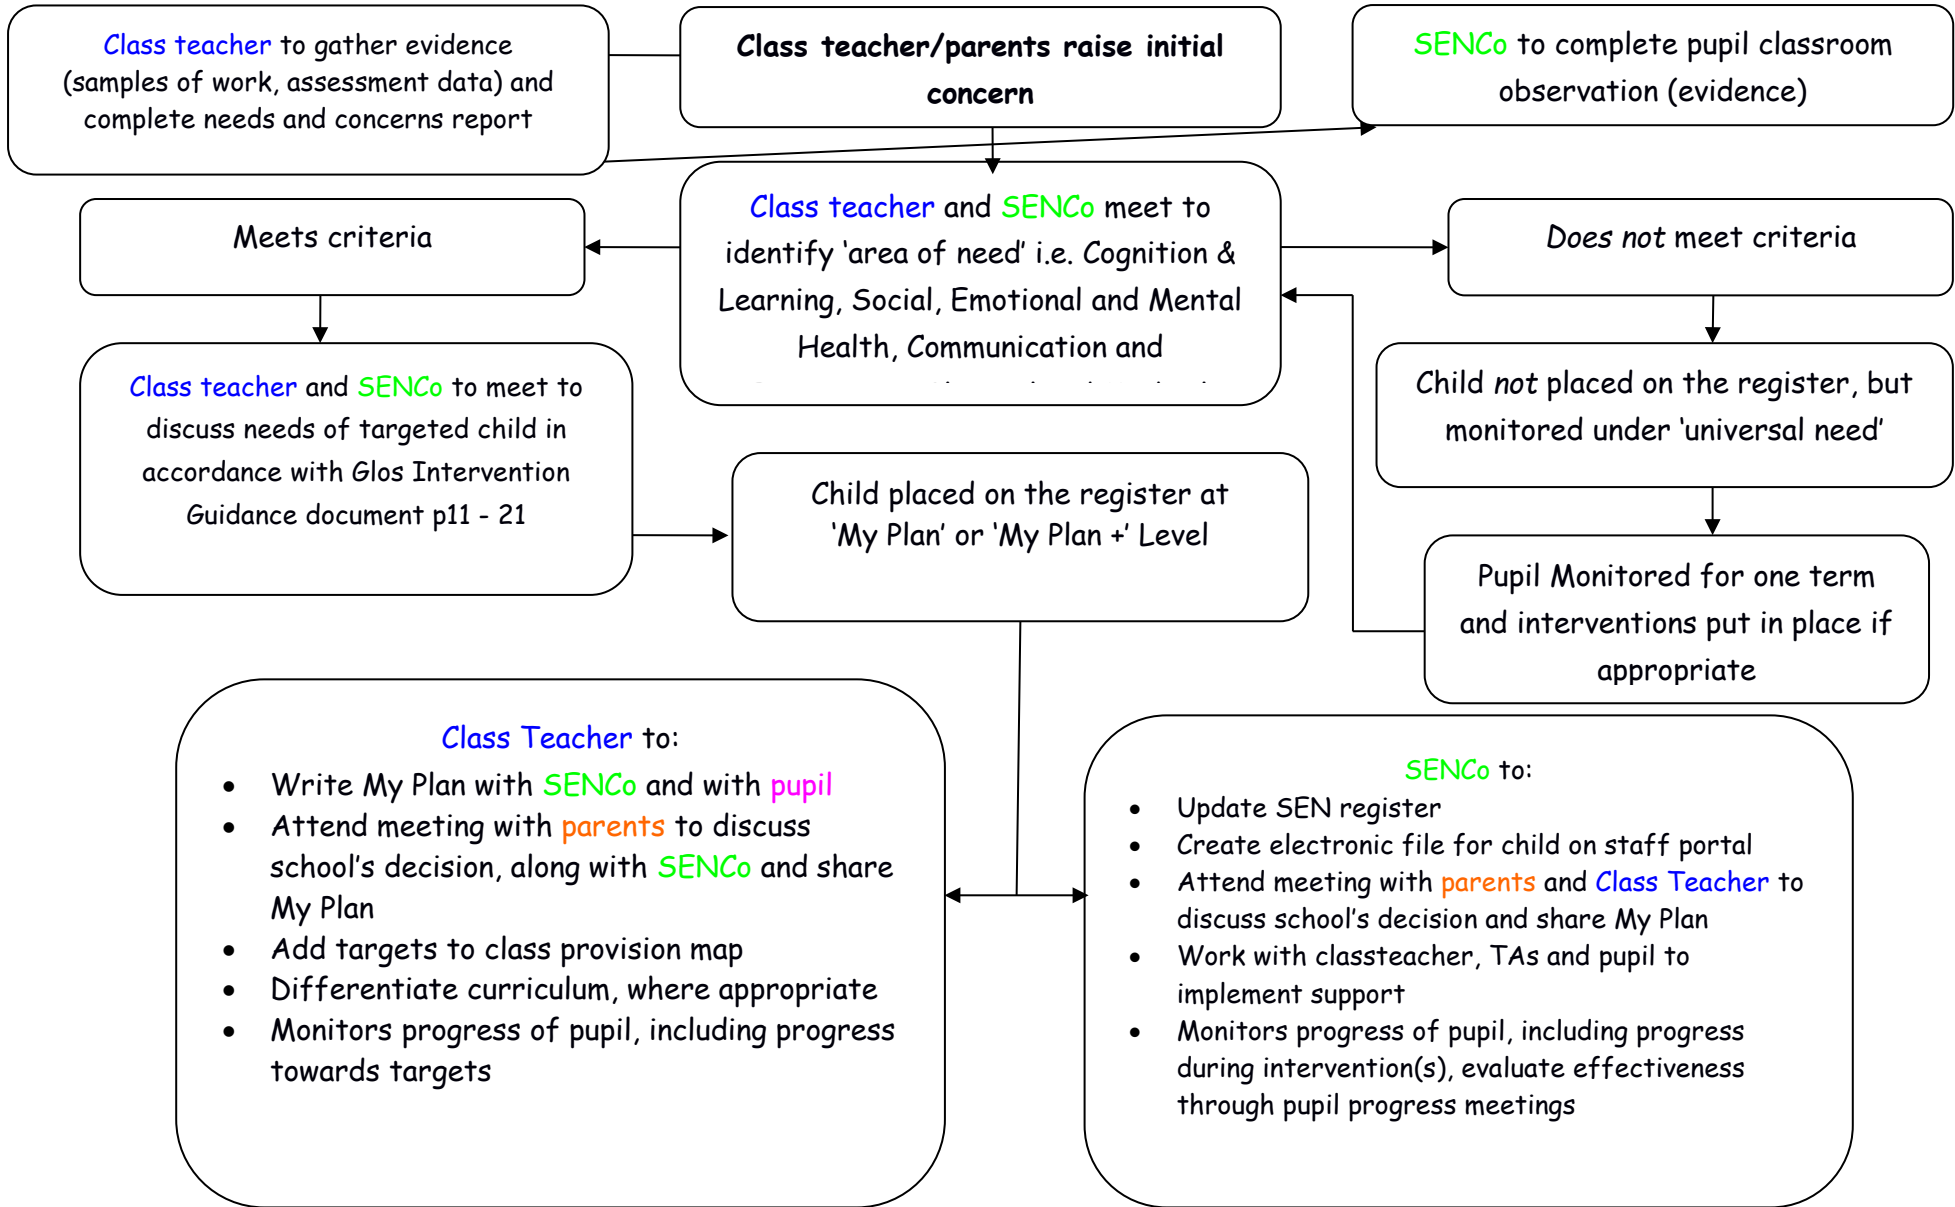 Class teacher to gather evidence
(samples of work, assessment data) and
complete needs and concerns report
Class teacher/parents raise initial
concern
SENCo to complete pupil classroom
observation (evidence)
Meets criteria
Class teacher and SENCo meet to
identify ‘area of need’ i.e. Cognition &
Learning, Social, Emotional and Mental
Health, Communication and
Does not meet criteria
Class teacher and SENCo to meet to
discuss needs of targeted child in
accordance with Glos Intervention
Guidance document p11 - 21
Child placed on the register at
‘My Plan’ or ‘My Plan +’ Level
Child not placed on the register, but
monitored under ‘universal need’
Pupil Monitored for one term
and interventions put in place if
appropriate
Class Teacher to:
• Write My Plan with SENCo and with pupil
• Attend meeting with parents to discuss
school’s decision, along with SENCo and share
My Plan
• Add targets to class provision map
• Differentiate curriculum, where appropriate
• Monitors progress of pupil, including progress
towards targets
SENCo to:
• Update SEN register
• Create electronic file for child on staff portal
• Attend meeting with parents and Class Teacher to
discuss school’s decision and share My Plan
• Work with classteacher, TAs and pupil to
implement support
• Monitors progress of pupil, including progress
during intervention(s), evaluate effectiveness
through pupil progress meetings